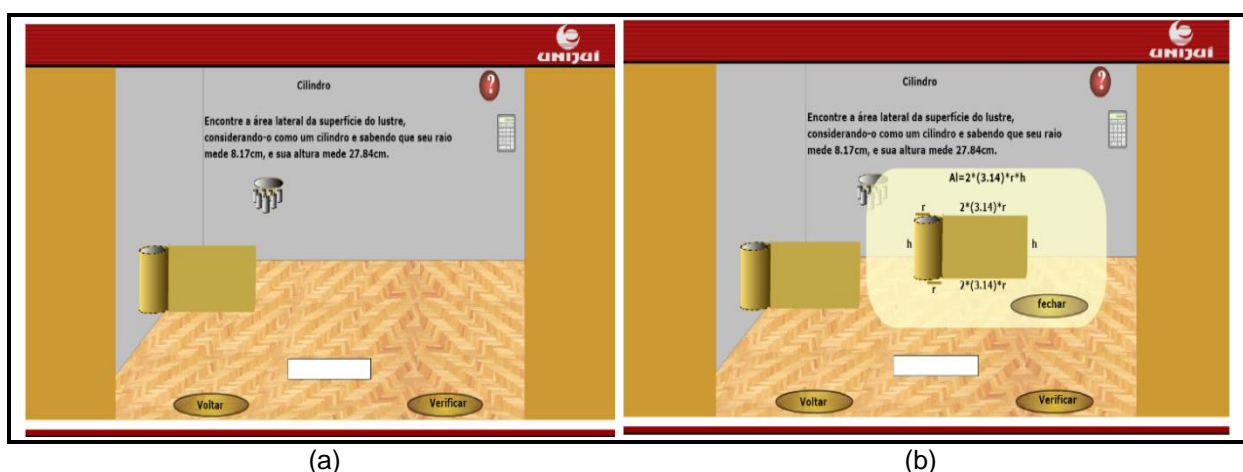 UNIJUÍ
Cilindro
?
Encontre a área lateral da superfície do lustre,
considerando-o como um cilindro e sabendo que seu raio
mede 8.17cm, e sua altura mede 27.84cm.
Voltar
Verificar
(a)
UNIJUÍ
Cilindro
?
Encontre a área lateral da superfície do lustre,
considerando-o como um cilindro e sabendo que seu raio
mede 8.17cm, e sua altura mede 27.84cm.
Al=2*(3.14)*r*h
r 2*(3.14)*r
h h
r 2*(3.14)*r
fechar
Voltar
Verificar
(b)